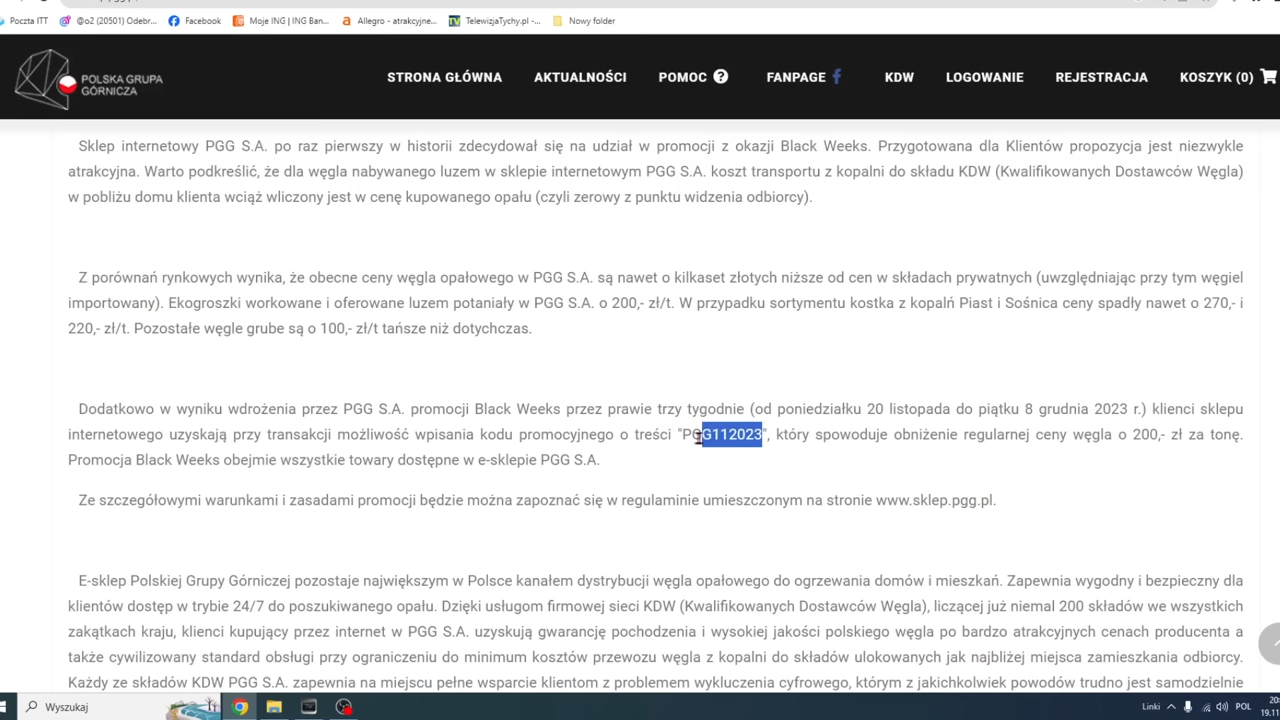 Poczta ITT @o2 (20501) Odebr... Facebook Moje ING | ING Ban... Allegro - atrakcyjne... TelewizjaTychy.pl -... Nowy folder
POLSKA GRUPA
GÓRNICZA
STRONA GŁÓWNA AKTUALNOŚCI POMOC FANPAGE KDW LOGOWANIE REJESTRACJA KOSZYK (0)
Sklep internetowy PGG S.A. po raz pierwszy w historii zdecydował się na udział w promocji z okazji Black Weeks. Przygotowana dla Klientów propozycja jest niezwykle
atrakcyjna. Warto podkreślić, że dla węgla nabywanego luzem w sklepie internetowym PGG S.A. koszt transportu z kopalni do składu KDW (Kwalifikowanych Dostawców Węgla)
w pobliżu domu klienta wciąż wliczony jest w cenę kupowanego opału (czyli zerowy z punktu widzenia odbiorcy).
Z porównań rynkowych wynika, że obecne ceny węgla opałowego w PGG S.A. są nawet o kilkaset złotych niższe od cen w składach prywatnych (uwzględniając przy tym węgiel
importowany). Ekogroszki workowane i oferowane luzem potaniały w PGG S.A. o 200,- zł/t. W przypadku sortymentu kostka z kopalń Piast i Sośnica ceny spadły nawet o 270,- i
220,- zł/t. Pozostałe węgle grube są o 100,- zł/t tańsze niż dotychczas.
Dodatkowo w wyniku wdrożenia przez PGG S.A. promocji Black Weeks przez prawie trzy tygodnie (od poniedziałku 20 listopada do piątku 8 grudnia 2023 r.) klienci sklepu
internetowego uzyskają przy transakcji możliwość wpisania kodu promocyjnego o treści "PGG112023", który spowoduje obniżenie regularnej ceny węgla o 200,- zł za tonę.
Promocja Black Weeks obejmie wszystkie towary dostępne w e-sklepie PGG S.A.
Ze szczegółowymi warunkami i zasadami promocji będzie można zapoznać się w regulaminie umieszczonym na stronie www.sklep.pgg.pl.
E-sklep Polskiej Grupy Górniczej pozostaje największym w Polsce kanałem dystrybucji węgla opałowego do ogrzewania domów i mieszkań. Zapewnia wygodny i bezpieczny dla
klientów dostęp w trybie 24/7 do poszukiwanego opału. Dzięki usługom firmowej sieci KDW (Kwalifikowanych Dostawców Węgla), liczącej już niemal 200 składów we wszystkich
zakątkach kraju, klienci kupujący przez internet w PGG S.A. uzyskują gwarancję pochodzenia i wysokiej jakości polskiego węgla po bardzo atrakcyjnych cenach producenta a
także cywilizowany standard obsługi przy ograniczeniu do minimum kosztów przewozu węgla z kopalni do składów ulokowanych jak najbliżej miejsca zamieszkania odbiorcy.
Każdy ze składów KDW PGG S.A. zapewnia na miejscu pełne wsparcie klientom z problemem wykluczenia cyfrowego, którym z jakichkolwiek powodów trudno jest samodzielnie
Wyszukaj Linki POL 20:
19.11